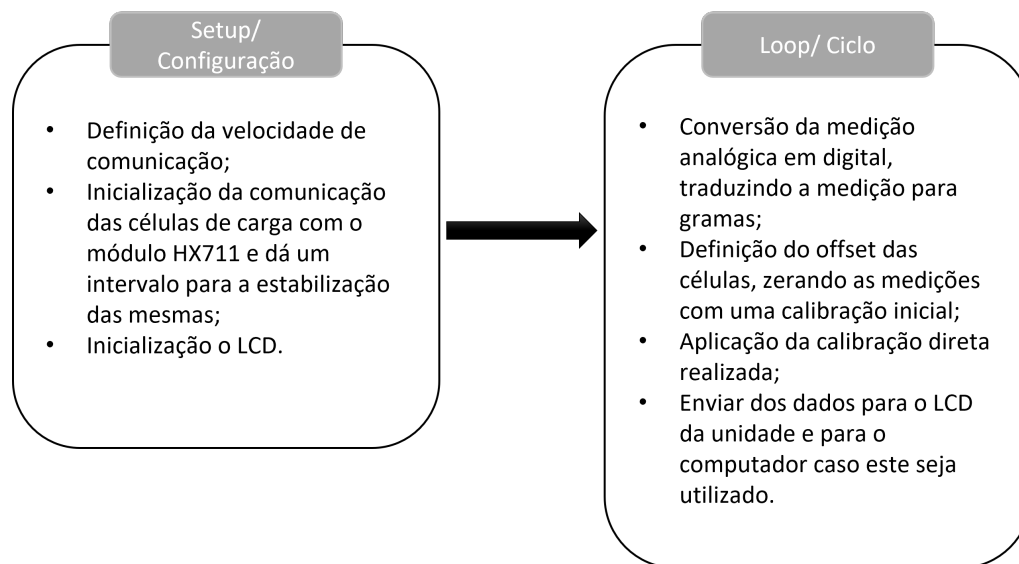 Setup/
Configuração
• Definição da velocidade de
comunicação;
• Inicialização da comunicação
das células de carga com o
módulo HX711 e dá um
intervalo para a estabilização
das mesmas;
• Inicialização o LCD.
Loop/ Ciclo
• Conversão da medição
analógica em digital,
traduzindo a medição para
gramas;
• Definição do offset das
células, zerando as medições
com uma calibração inicial;
• Aplicação da calibração direta
realizada;
• Enviar dos dados para o LCD
da unidade e para o
computador caso este seja
utilizado.